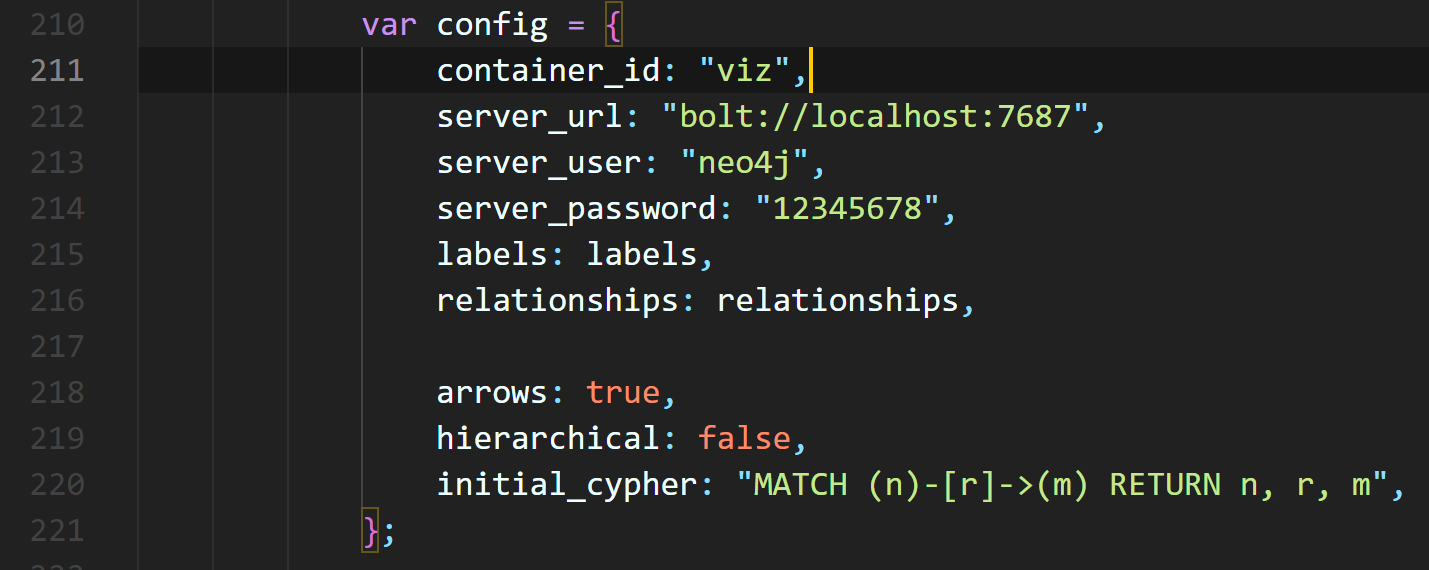 210 var config = {
211 container_id: "viz",
212 server_url: "bolt://localhost:7687",
213 server_user: "neo4j",
214 server_password: "12345678",
215 labels: labels,
216 relationships: relationships,
217
218 arrows: true,
219 hierarchical: false,
220 initial_cypher: "MATCH (n)-[r]->(m) RETURN n, r, m",
221 };